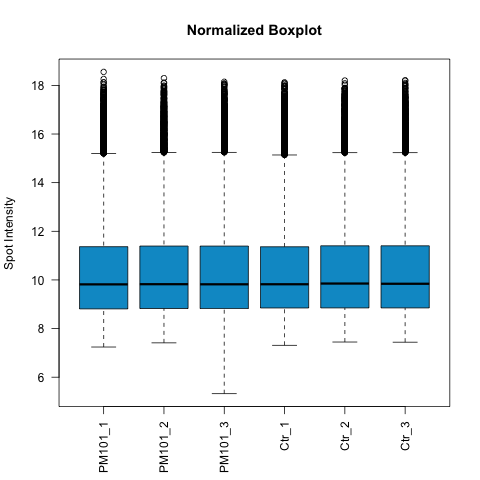 Normalized Boxplot
Spot Intensity
18
16
14
12
10
8
6
PM101_1
PM101_2
PM101_3
Ctr_1
Ctr_2
Ctr_3